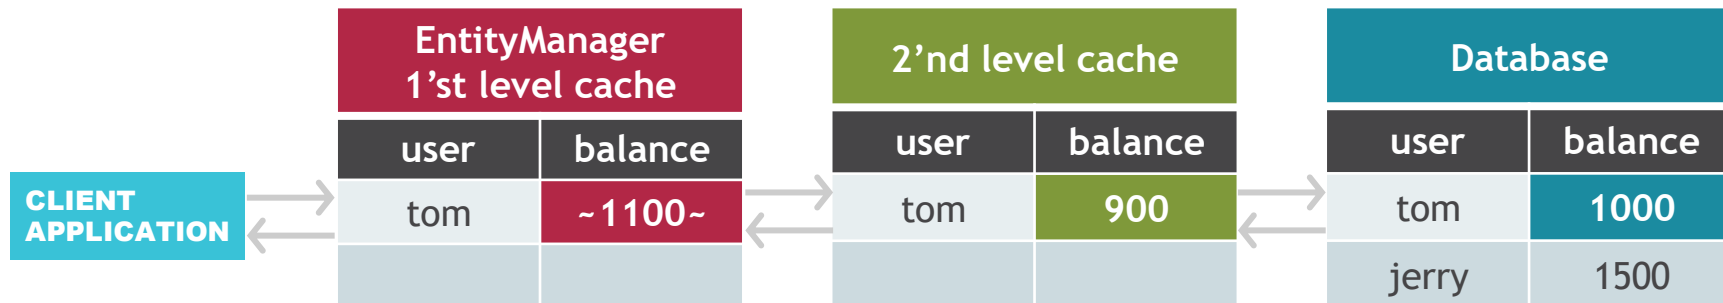 CLIENT
APPLICATION
EntityManager
1’st level cache
user balance
tom ~1100~
2’nd level cache
user balance
tom 900
Database
user balance
tom 1000
jerry 1500